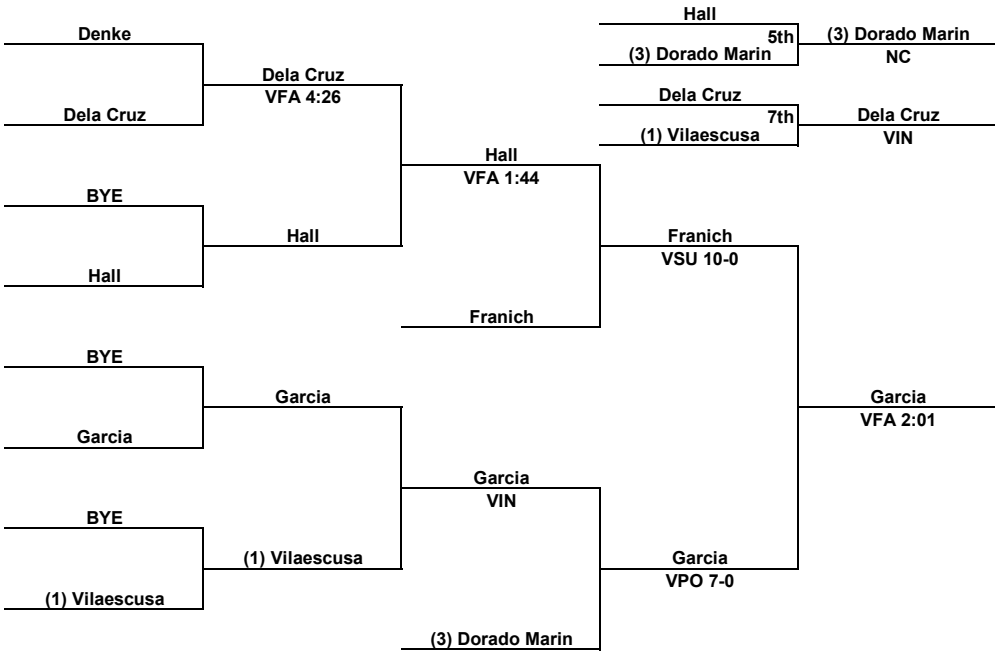 Hall
Denke
5th
(3) Dorado Marin
(3) Dorado Marin
NC
Dela Cruz
VFA 4:26
Dela Cruz
Dela Cruz
7th
Dela Cruz
(1) Vilaescusa
VIN
Hall
VFA 1:44
BYE
Hall
Franich
VSU 10-0
Hall
Franich
BYE
Garcia
Garcia
VFA 2:01
Garcia
Garcia
VIN
BYE
(1) Vilaescusa
Garcia
VPO 7-0
(1) Vilaescusa
(3) Dorado Marin